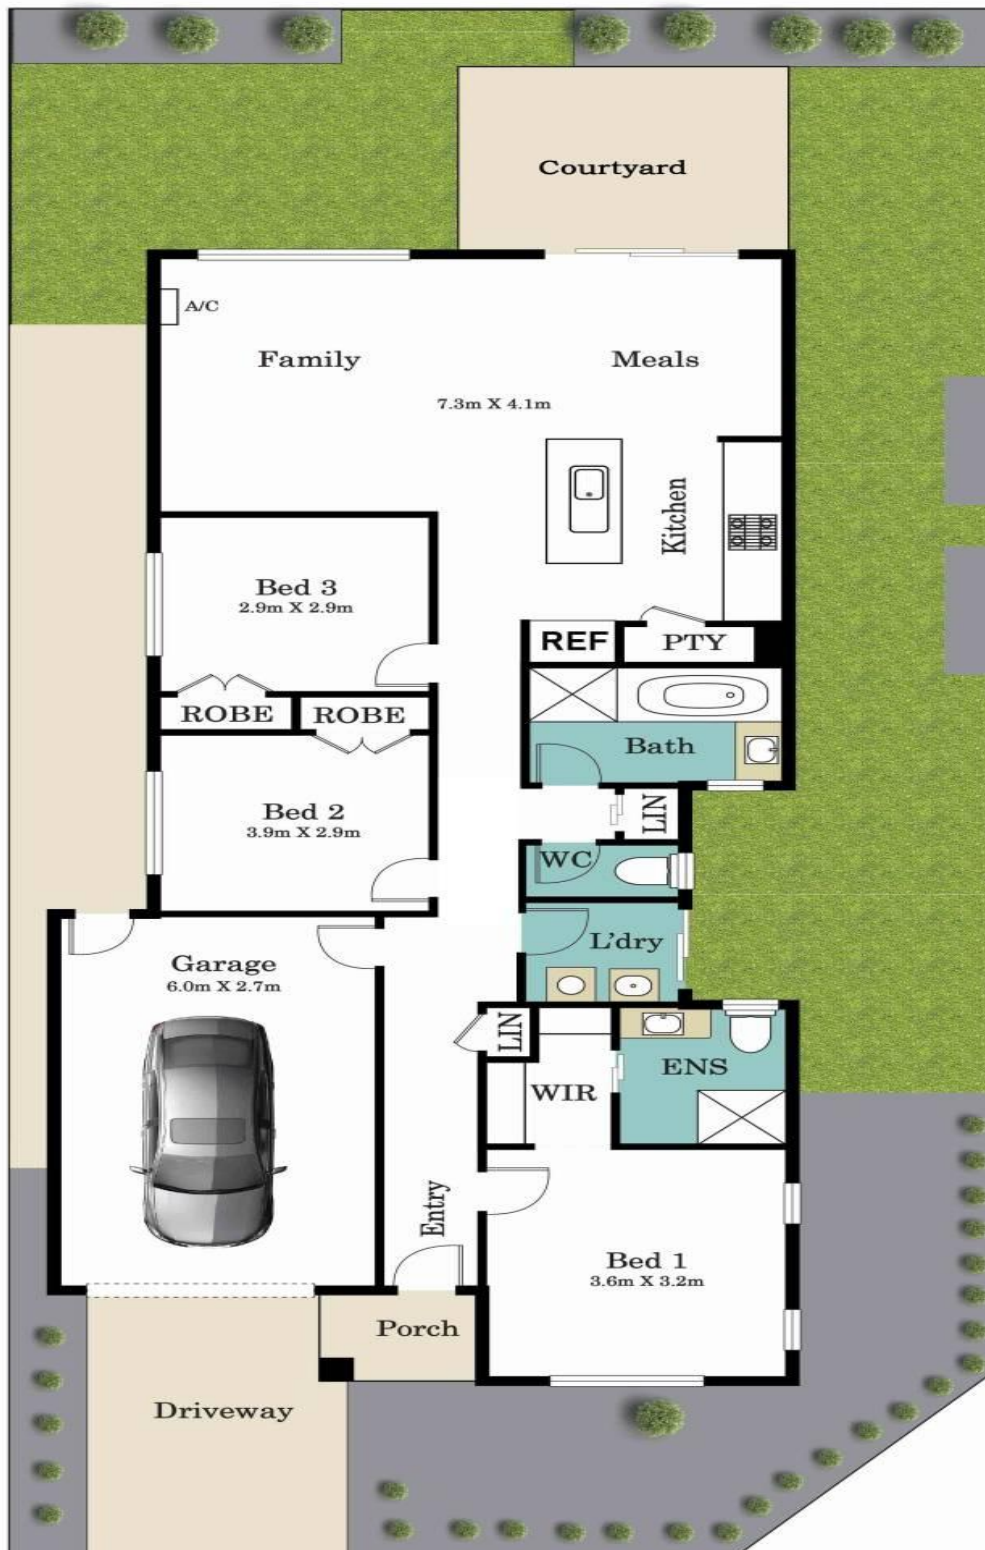 Courtyard
A/C
Family
Meals
7.3m X 4.1m
Kitchen
Bed 3
2.9m X 2.9m
REF
PTY
ROBE
ROBE
Bath
Bed 2
3.9m X 2.9m
LIN
WC
L'dry
Garage
6.0m X 2.7m
LIN
WIR
ENS
Entry
Bed 1
3.6m X 3.2m
Porch
Driveway